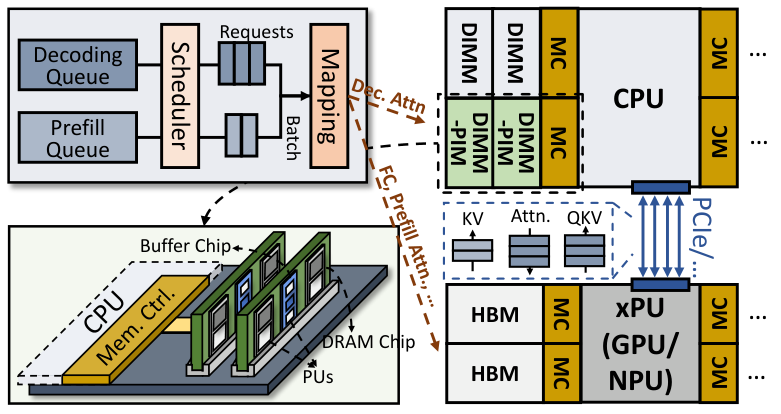 Decoding
Queue
Prefill
Queue
Scheduler
Requests
Batch
Mapping
Dec. Attn
FC, Prefill Attn., ...
DIMM
DIMM
MC
DIMM
-PIM
DIMM
-PIM
MC
CPU
MC
MC
...
...
KV
Attn.
QKV
PCIe/...
HBM
MC
HBM
MC
xPU
(GPU/
NPU)
MC
MC
...
...
Buffer Chip
CPU
Mem. Ctrl.
DRAM Chip
PUs